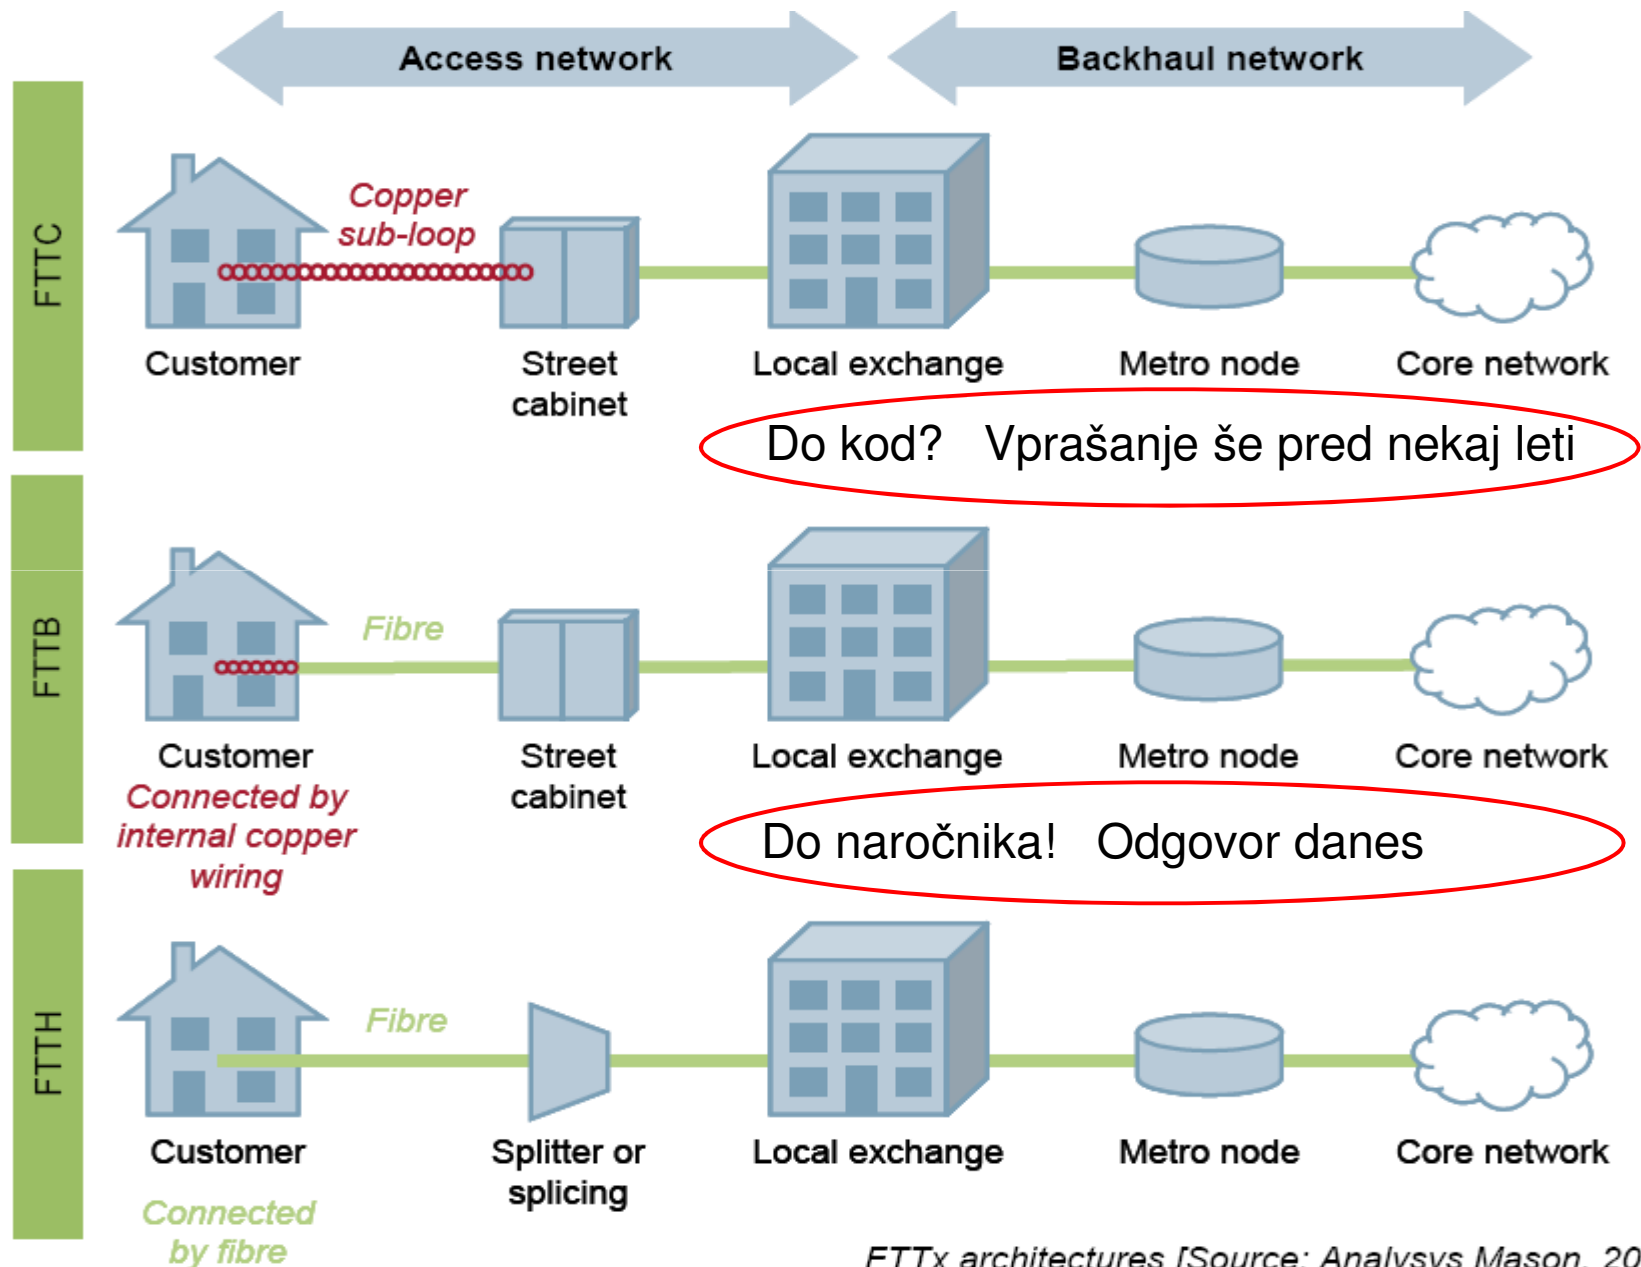 Access network
Backhaul network
FTTC
Copper
sub-loop
Customer
Street
cabinet
Local exchange
Metro node
Core network
Do kod? Vprašanje še pred nekaj leti
FTTB
Fibre
Customer
Connected by
internal copper
wiring
Street
cabinet
Local exchange
Metro node
Core network
Do naročnika! Odgovor danes
FTTH
Fibre
Customer
Connected
by fibre
Splitter or
splicing
Local exchange
Metro node
Core network
FTTx architectures [Source: Analysys Mason, 20